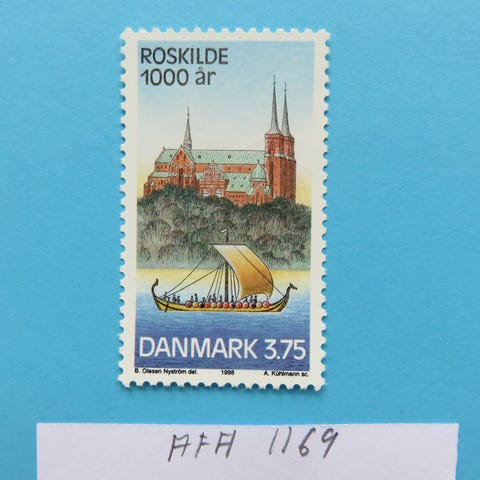 ROSKILDE
1000 år
DANMARK 3.75
B. Olesen Nyström del. 1998 A. Kühlmann sc.
AFA 1169